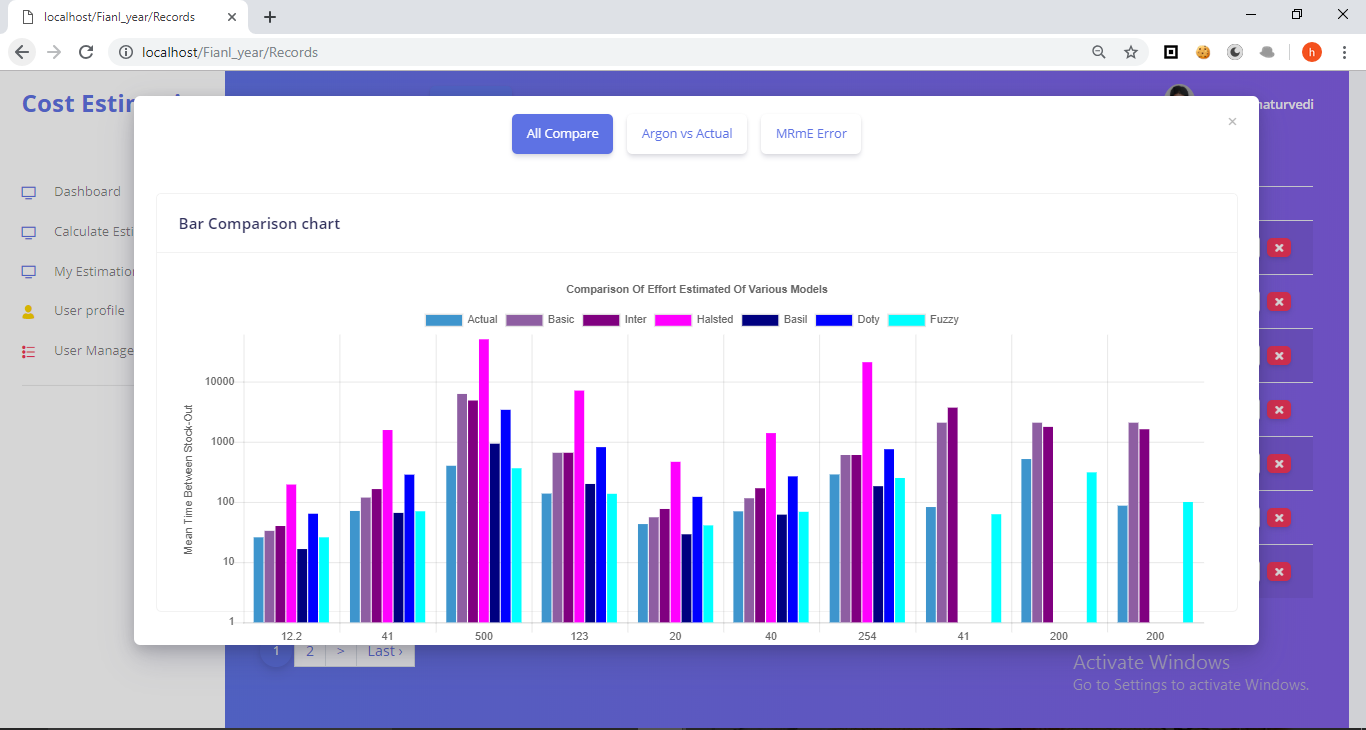 localhost/Fianl_year/Records
localhost/Fianl_year/Records
h
Cost Estim
aturvedi
All Compare
Argon vs Actual
MRmE Error
×
Dashboard
Calculate Esti
My Estimation
User profile
User Manage
Bar Comparison chart
Comparison Of Effort Estimated Of Various Models
Actual Basic Inter Halsted Basil Doty Fuzzy
Mean Time Between Stock-Out
10000
1000
100
10
1
12.2 41 500 123 20 40 254 41 200 200
1 2 > Last ›
Activate Windows
Go to Settings to activate Windows.